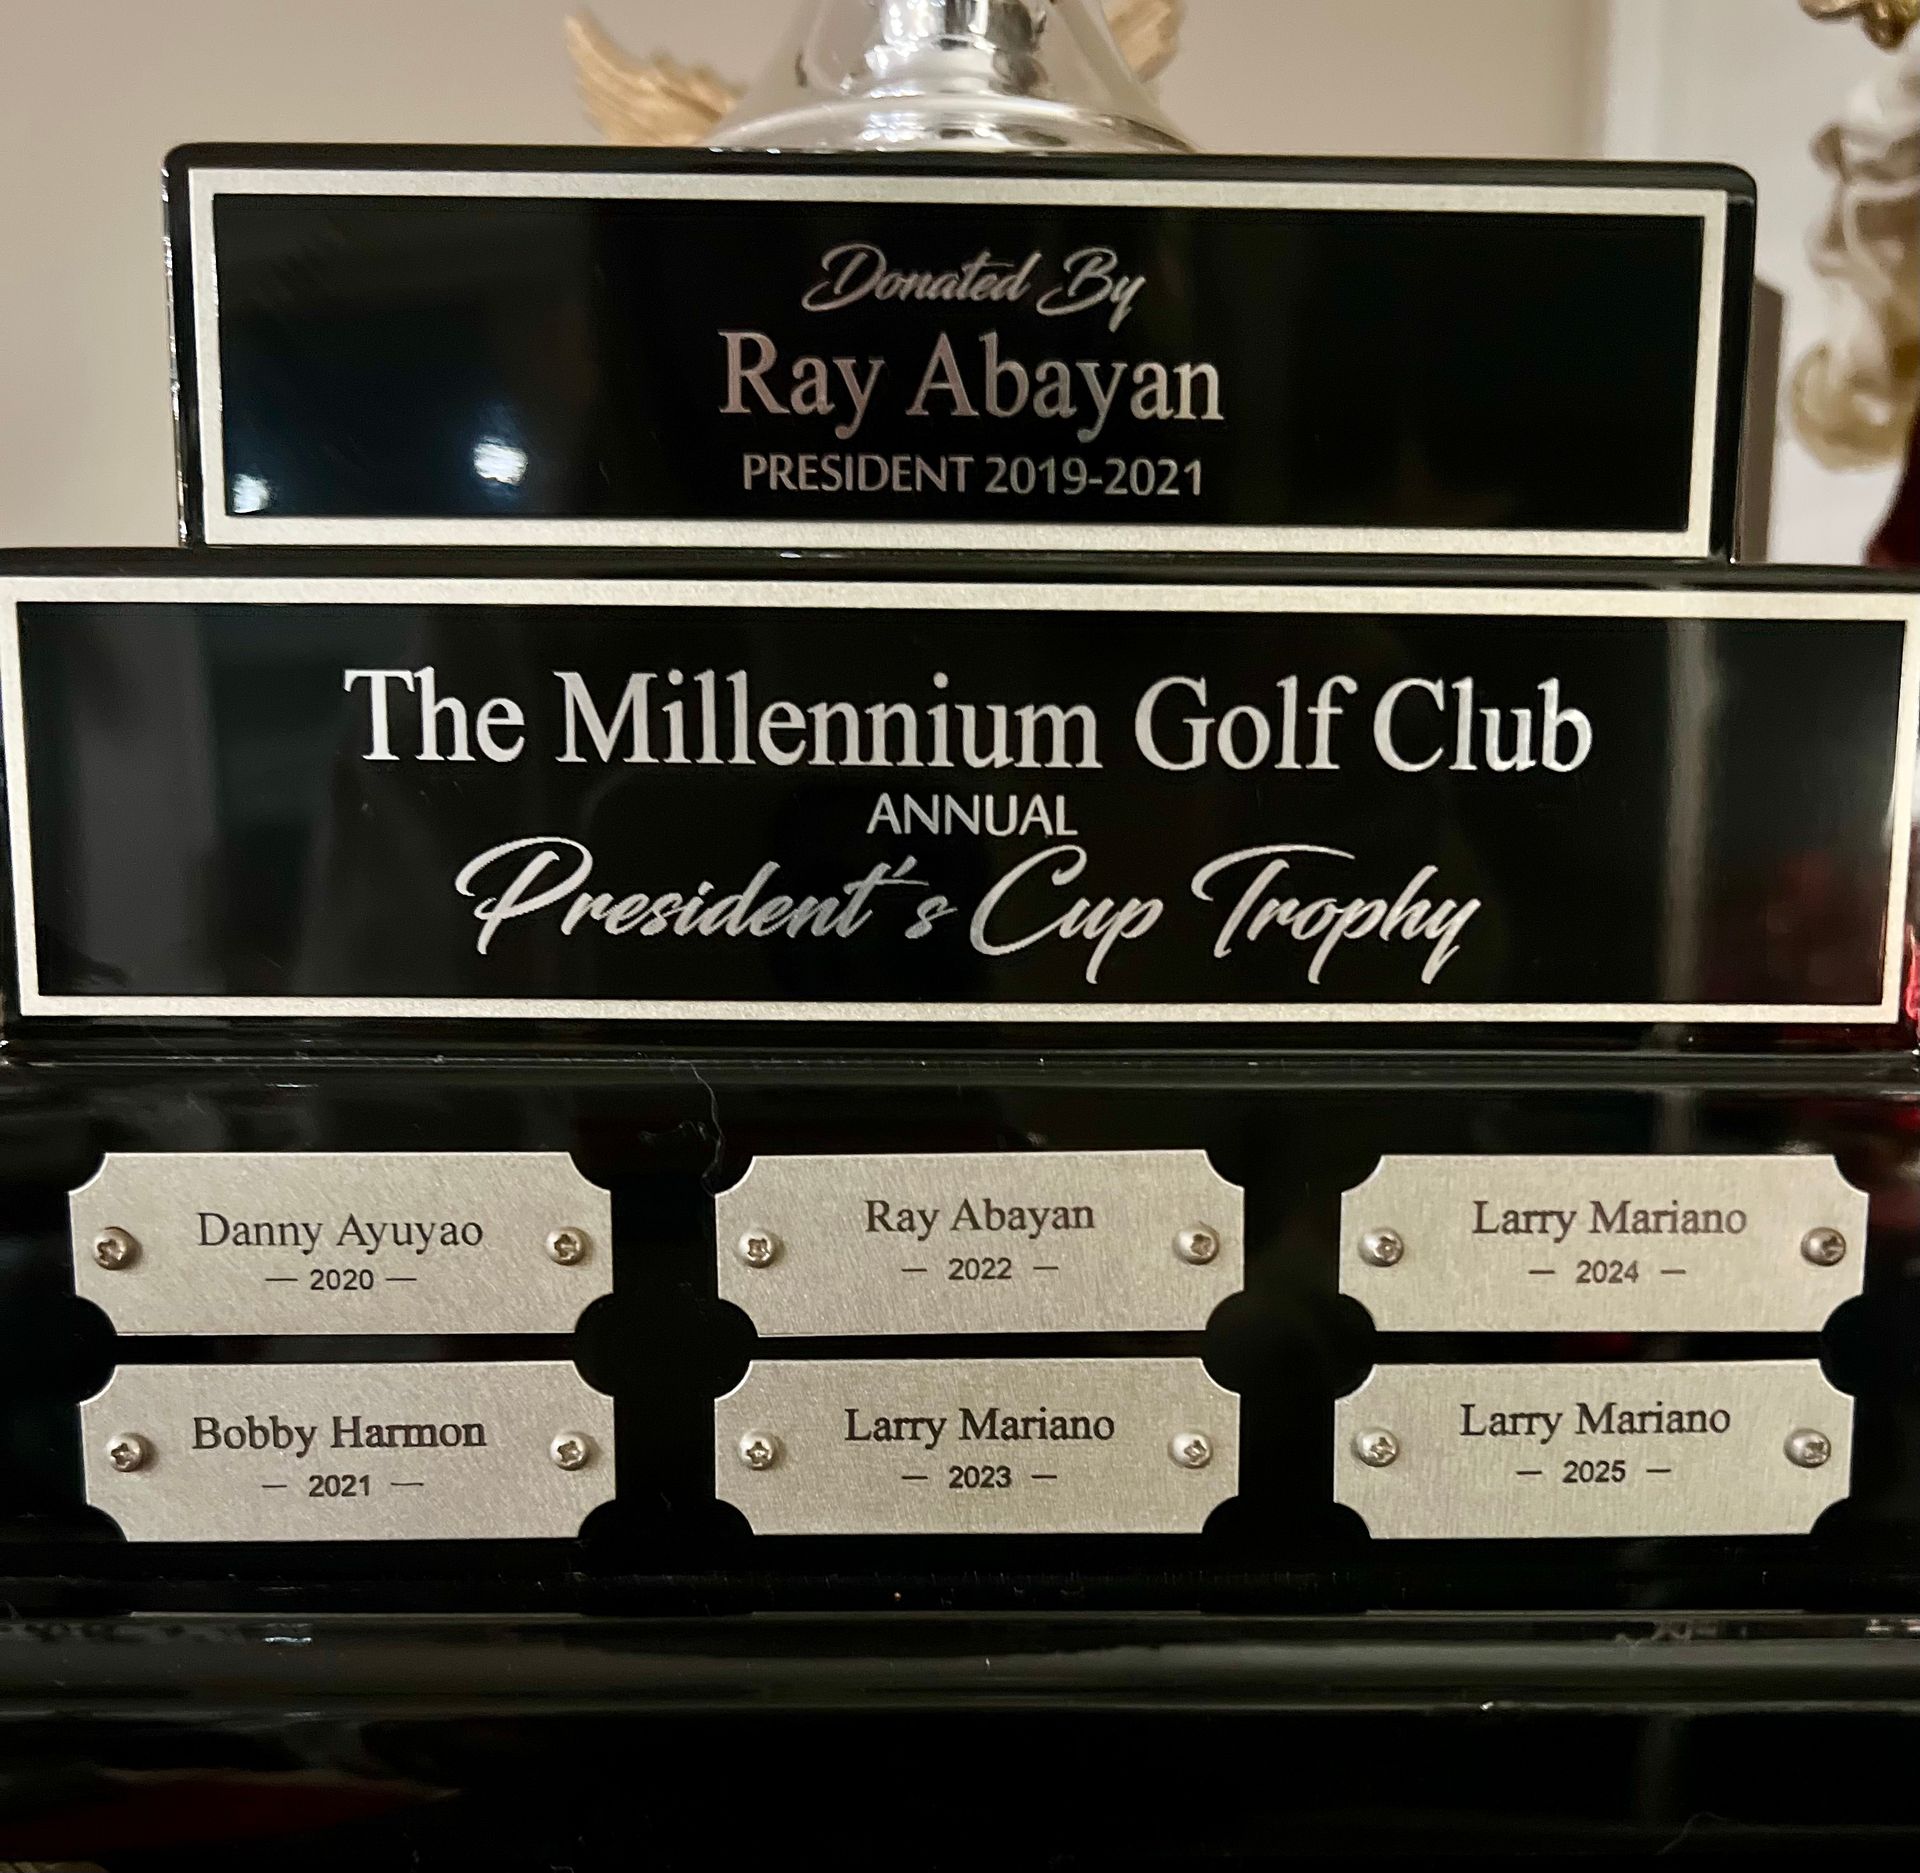 Donated By
Ray Abayan
PRESIDENT 2019-2021
The Millennium Golf Club
ANNUAL
President's Cup Trophy
Danny Ayuyao
— 2020 —
Bobby Harmon
— 2021 —
Ray Abayan
— 2022 —
Larry Mariano
— 2023 —
Larry Mariano
— 2024 —
Larry Mariano
— 2025 —